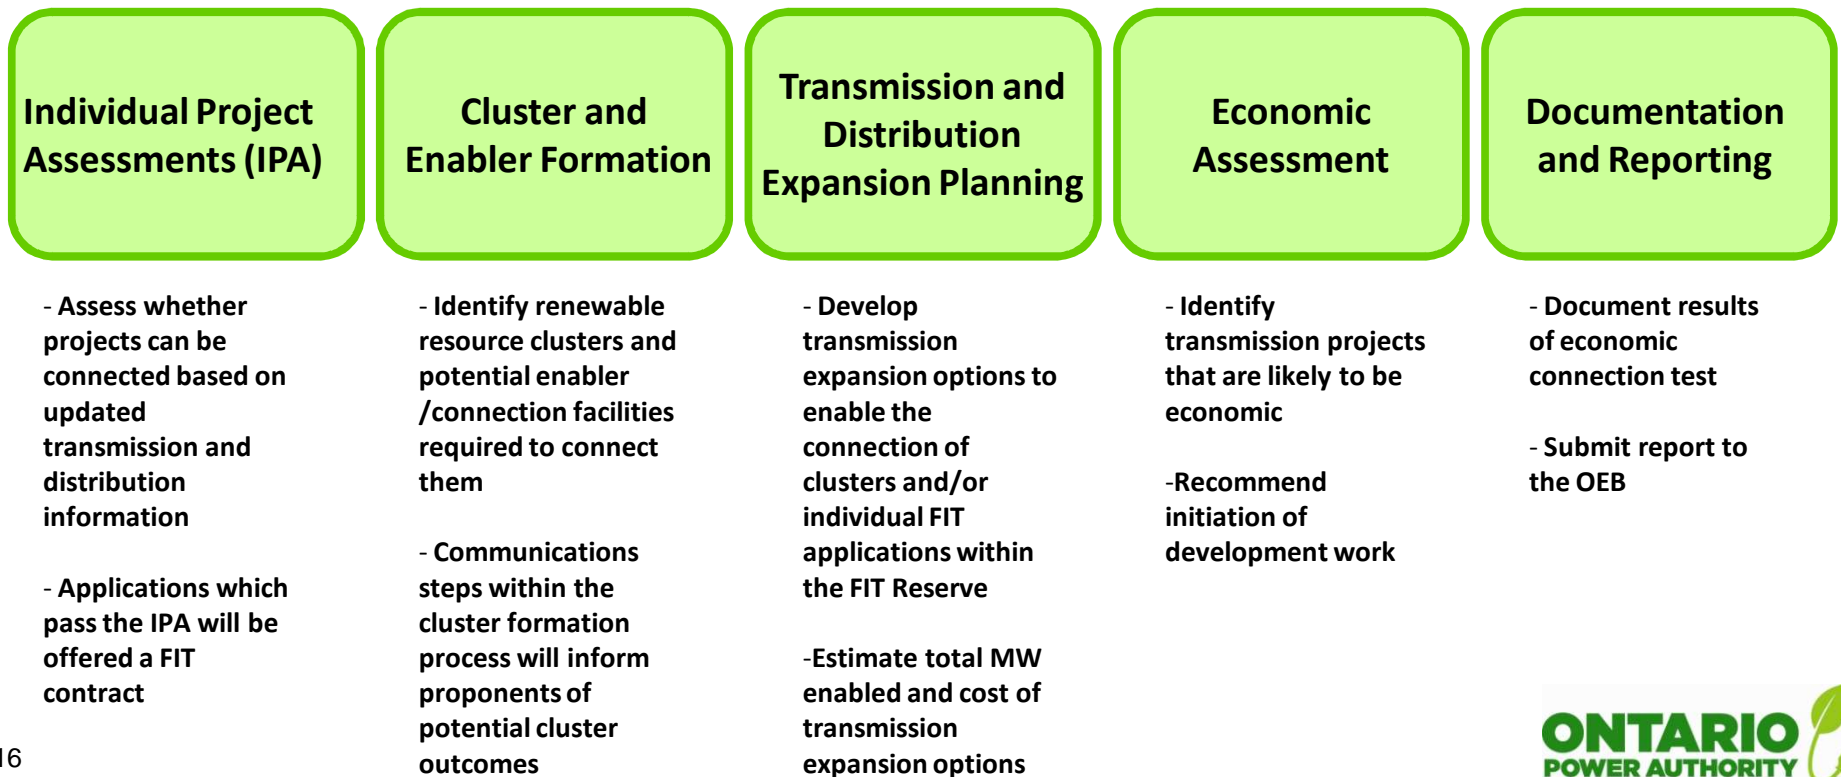 Individual Project
Assessments (IPA)
Cluster and
Enabler Formation
Transmission and
Distribution
Expansion Planning
Economic
Assessment
Documentation
and Reporting
- Assess whether
projects can be
connected based on
updated
transmission and
distribution
information
- Applications which
pass the IPA will be
offered a FIT
contract
- Identify renewable
resource clusters and
potential enabler
/connection facilities
required to connect
them
- Communications
steps within the
cluster formation
process will inform
proponents of
potential cluster
outcomes
- Develop
transmission
expansion options to
enable the
connection of
clusters and/or
individual FIT
applications within
the FIT Reserve
-Estimate total MW
enabled and cost of
transmission
expansion options
- Identify
transmission projects
that are likely to be
economic
-Recommend
initiation of
development work
- Document results
of economic
connection test
- Submit report to
the OEB
16
ONTARIO
POWER AUTHORITY